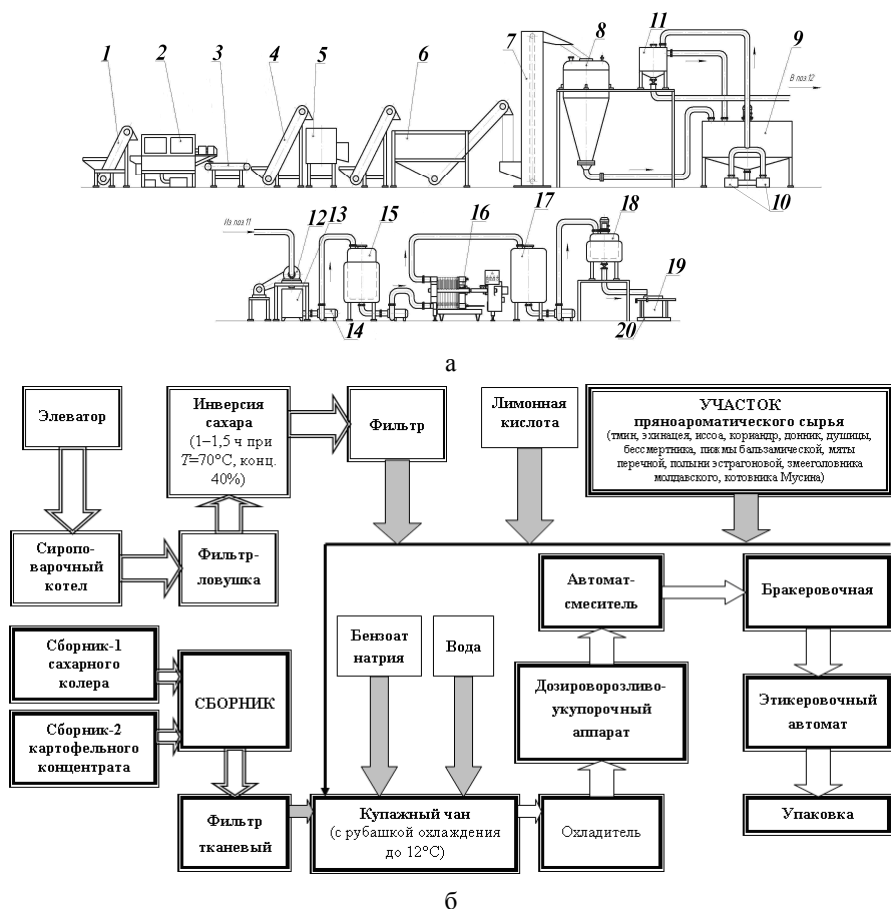 1
2
3
4
5
6
7
8
11
9
В поз.12
10
Из поз.11
12
13
15
16
17
18
19
14
20
а
Элеватор
Инверсия
сахара
(1–1,5 ч при
T=70°С, конц.
40%)
Фильтр
Лимонная
кислота
УЧАСТОК
пряноароматического сырья
(тмин, эхинацея, иссоа, кориандр, донник, душицы,
бессмертника, пижмы бальзамической, мяты
перечной, полыни эстрагоновой, змееголовника
молдавского, котовника Мусина)
Сиропо-
варочный
котел
Фильтр-
ловушка
Автомат-
смеситель
Бракеровочная
Сборник-1
сахарного
колера
СБОРНИК
Бензоат
натрия
Вода
Дозироворозливо-
укупорочный
аппарат
Этикеровочный
автомат
Сборник-2
картофельного
концентрата
Фильтр
тканевый
Купажный чан
(с рубашкой охлаждения
до 12°С)
Охладитель
Упаковка
б